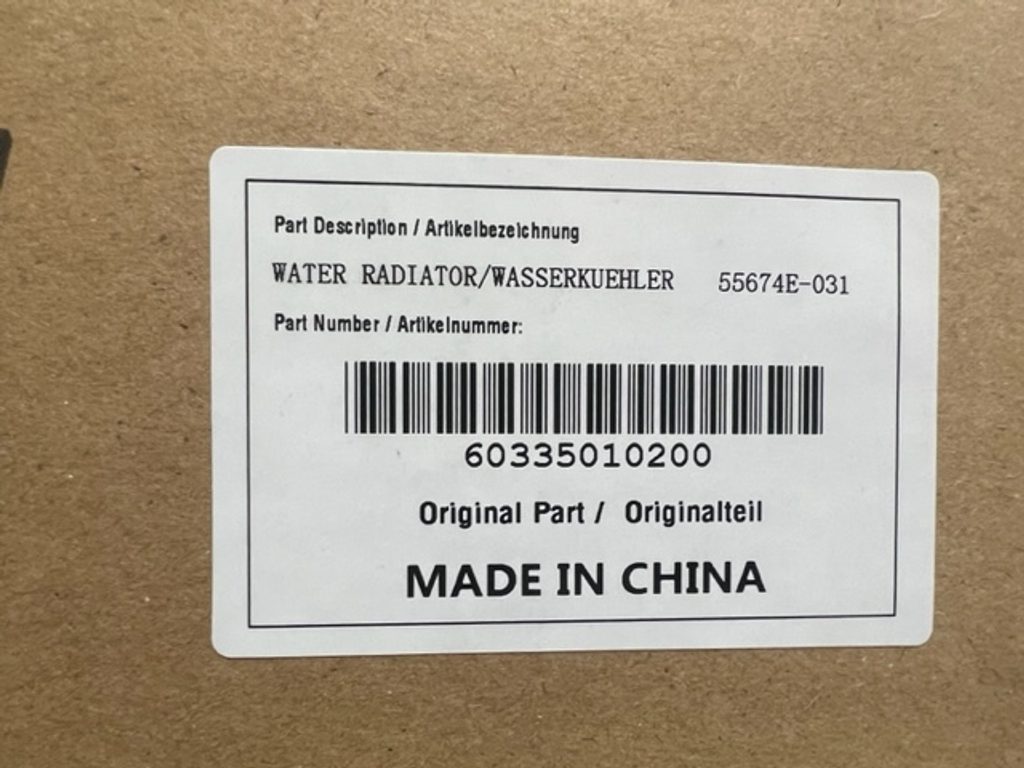 Part Description / Artikelbezeichnung
WATER RADIATOR/WASSERKUEHLER 55674E-031
Part Number / Artikelnummer:
60335010200
Original Part / Originalteil
MADE IN CHINA